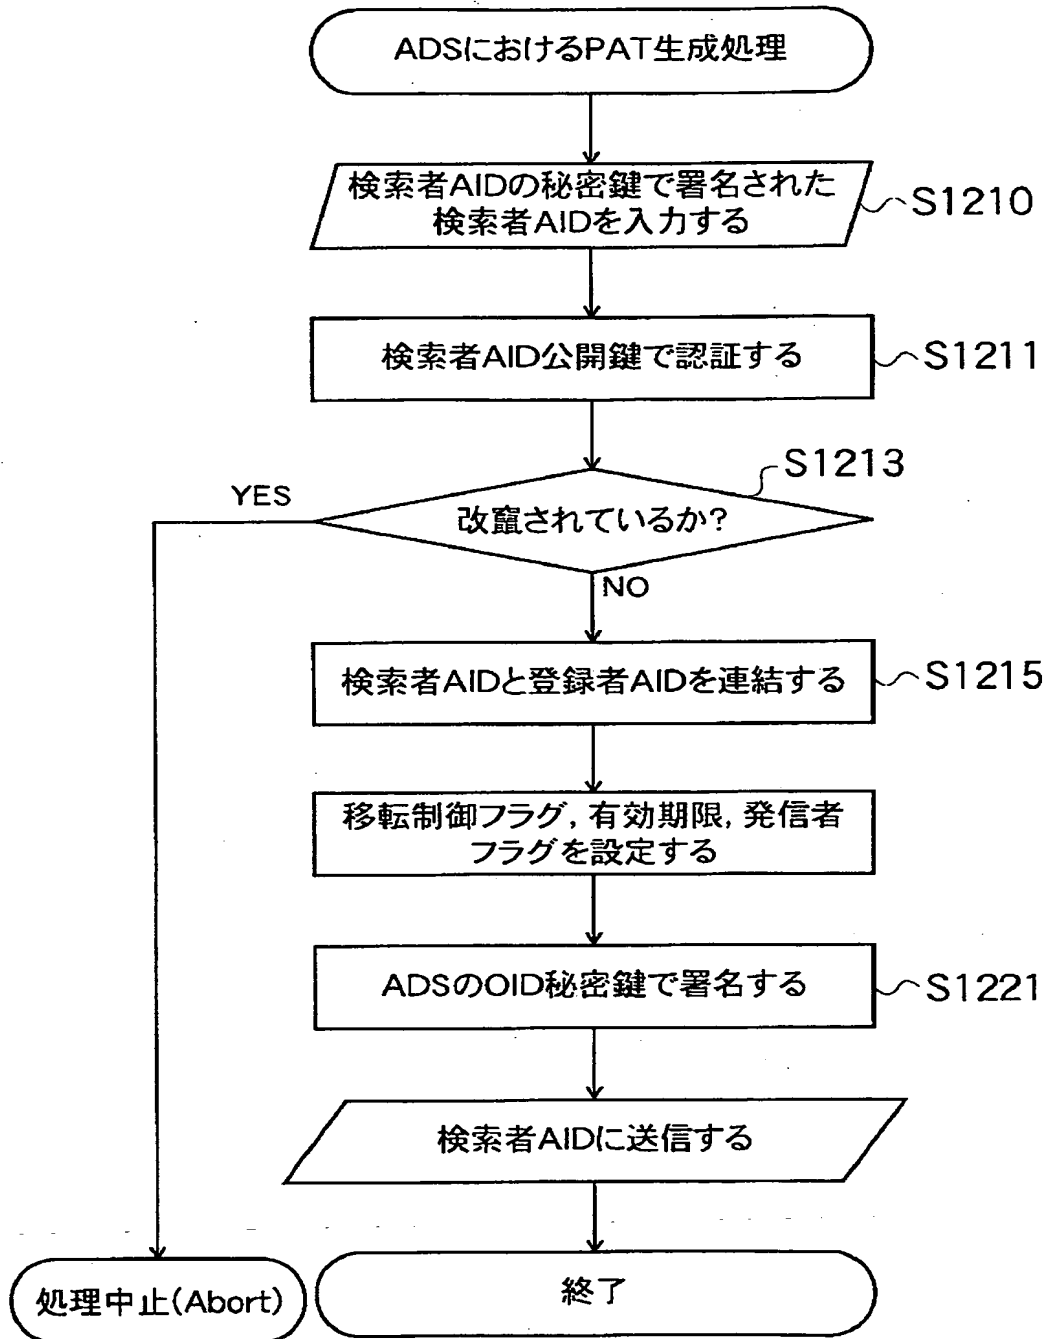 ADSにおけるPAT生成処理
検索者AIDの秘密鍵で署名された
検索者AIDを入力する
S1210
検索者AID公開鍵で認証する
S1211
S1213
YES
改竄されているか?
NO
検索者AIDと登録者AIDを連結する
S1215
移転制御フラグ,有効期限,発信者
フラグを設定する
ADSのOID秘密鍵で署名する
S1221
検索者AIDに送信する
処理中止(Abort)
終了